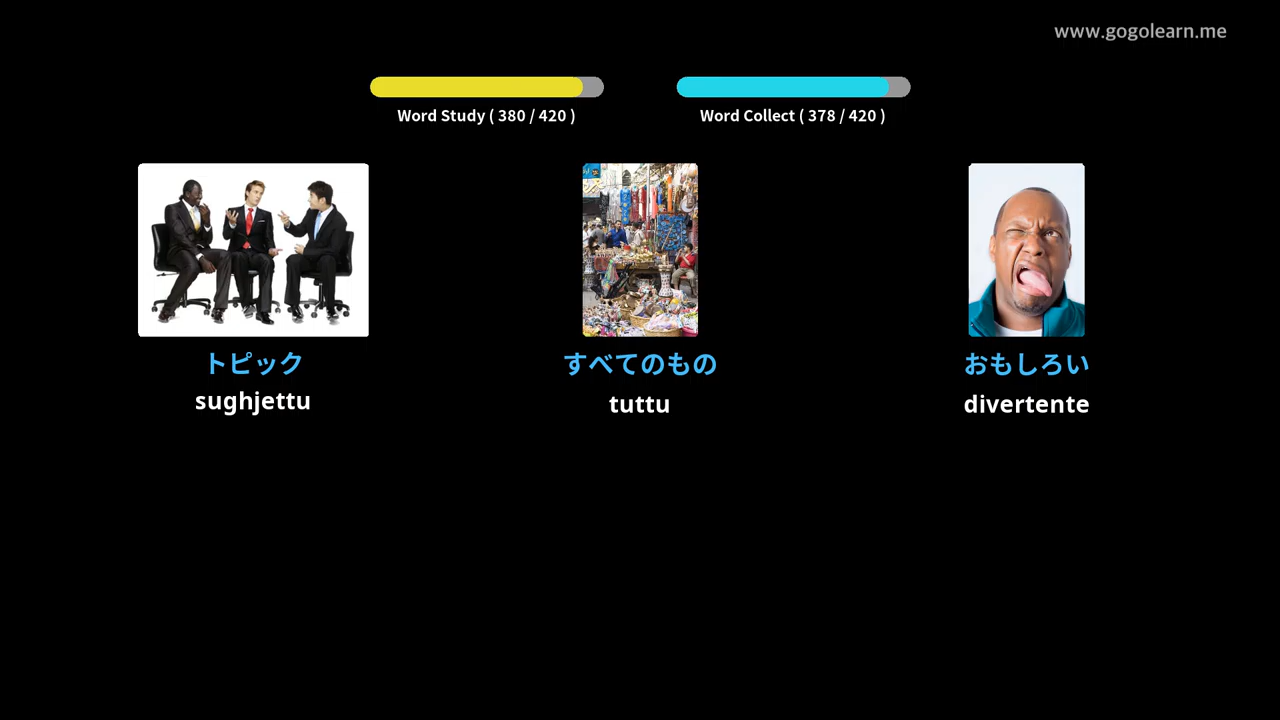 www.gogolearn.me
Word Study ( 380 / 420 )
Word Collect ( 378 / 420 )
トピック
すべてのもの
おもしろい
sughjettu
tuttu
divertente